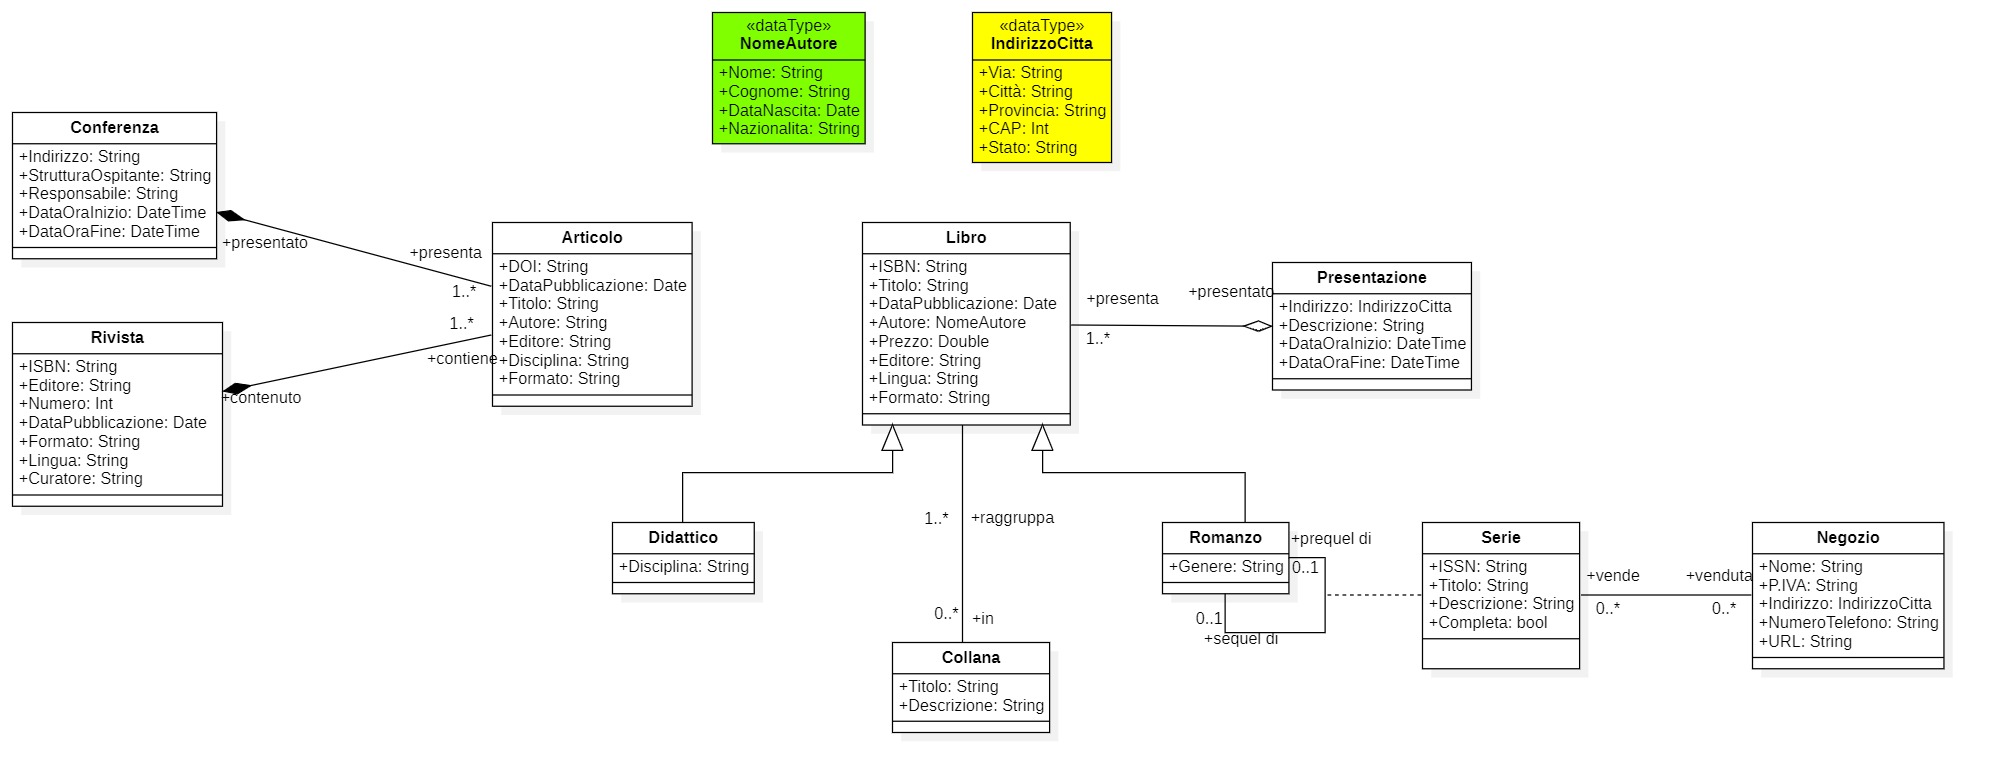 «dataType»
NomeAutore
+Nome: String
+Cognome: String
+DataNascita: Date
+Nazionalita: String
«dataType»
IndirizzoCitta
+Via: String
+Città: String
+Provincia: String
+CAP: Int
+Stato: String
Conferenza
+Indirizzo: String
+StrutturaOspitante: String
+Responsabile: String
+DataOraInizio: DateTime
+DataOraFine: DateTime
+presentato
+presenta
1..*
Rivista
+ISBN: String
+Editore: String
+Numero: Int
+DataPubblicazione: Date
+Formato: String
+Lingua: String
+Curatore: String
+contenuto
1..*
+contiene
Articolo
+DOI: String
+DataPubblicazione: Date
+Titolo: String
+Autore: String
+Editore: String
+Disciplina: String
+Formato: String
Libro
+ISBN: String
+Titolo: String
+DataPubblicazione: Date
+Autore: NomeAutore
+Prezzo: Double
+Editore: String
+Lingua: String
+Formato: String
+presenta
+presentato
1..*
Presentazione
+Indirizzo: IndirizzoCitta
+Descrizione: String
+DataOraInizio: DateTime
+DataOraFine: DateTime
Didattico
+Disciplina: String
1..*
+raggruppa
0..*
+in
Collana
+Titolo: String
+Descrizione: String
Romanzo
+Genere: String
+prequel di
0..1
0..1
+sequel di
Serie
+ISSN: String
+Titolo: String
+Descrizione: String
+Completa: bool
+vende
+venduta
0..*
0..*
Negozio
+Nome: String
+P.IVA: String
+Indirizzo: IndirizzoCitta
+NumeroTelefono: String
+URL: String